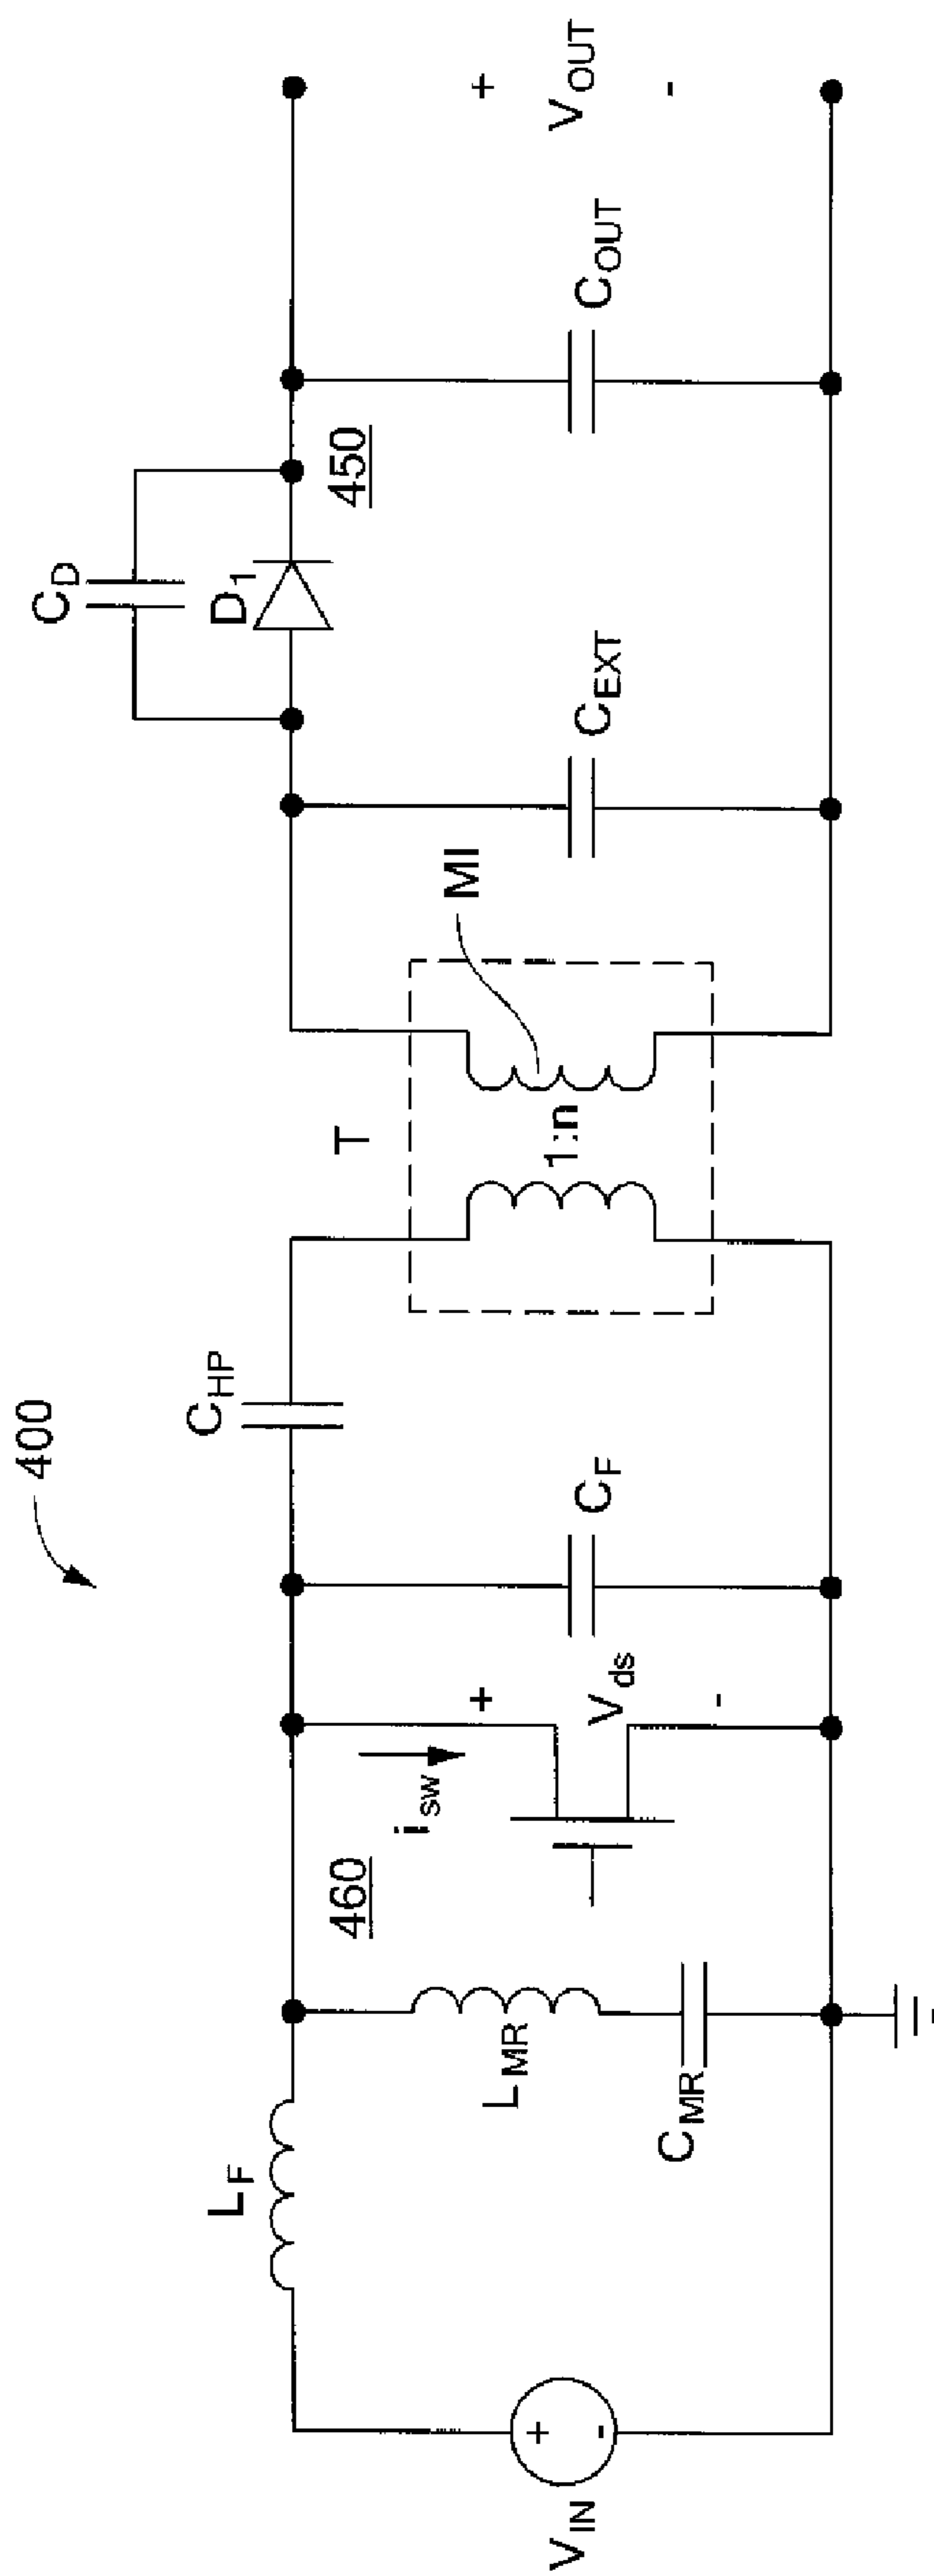 400
V_IN
+
-
L_F
L_MR
C_MR
460
i_sw
+
V_ds
-
C_F
C_HP
T
1:n
MI
C_EXT
C_D
D_1
450
C_OUT
+
V_OUT
-